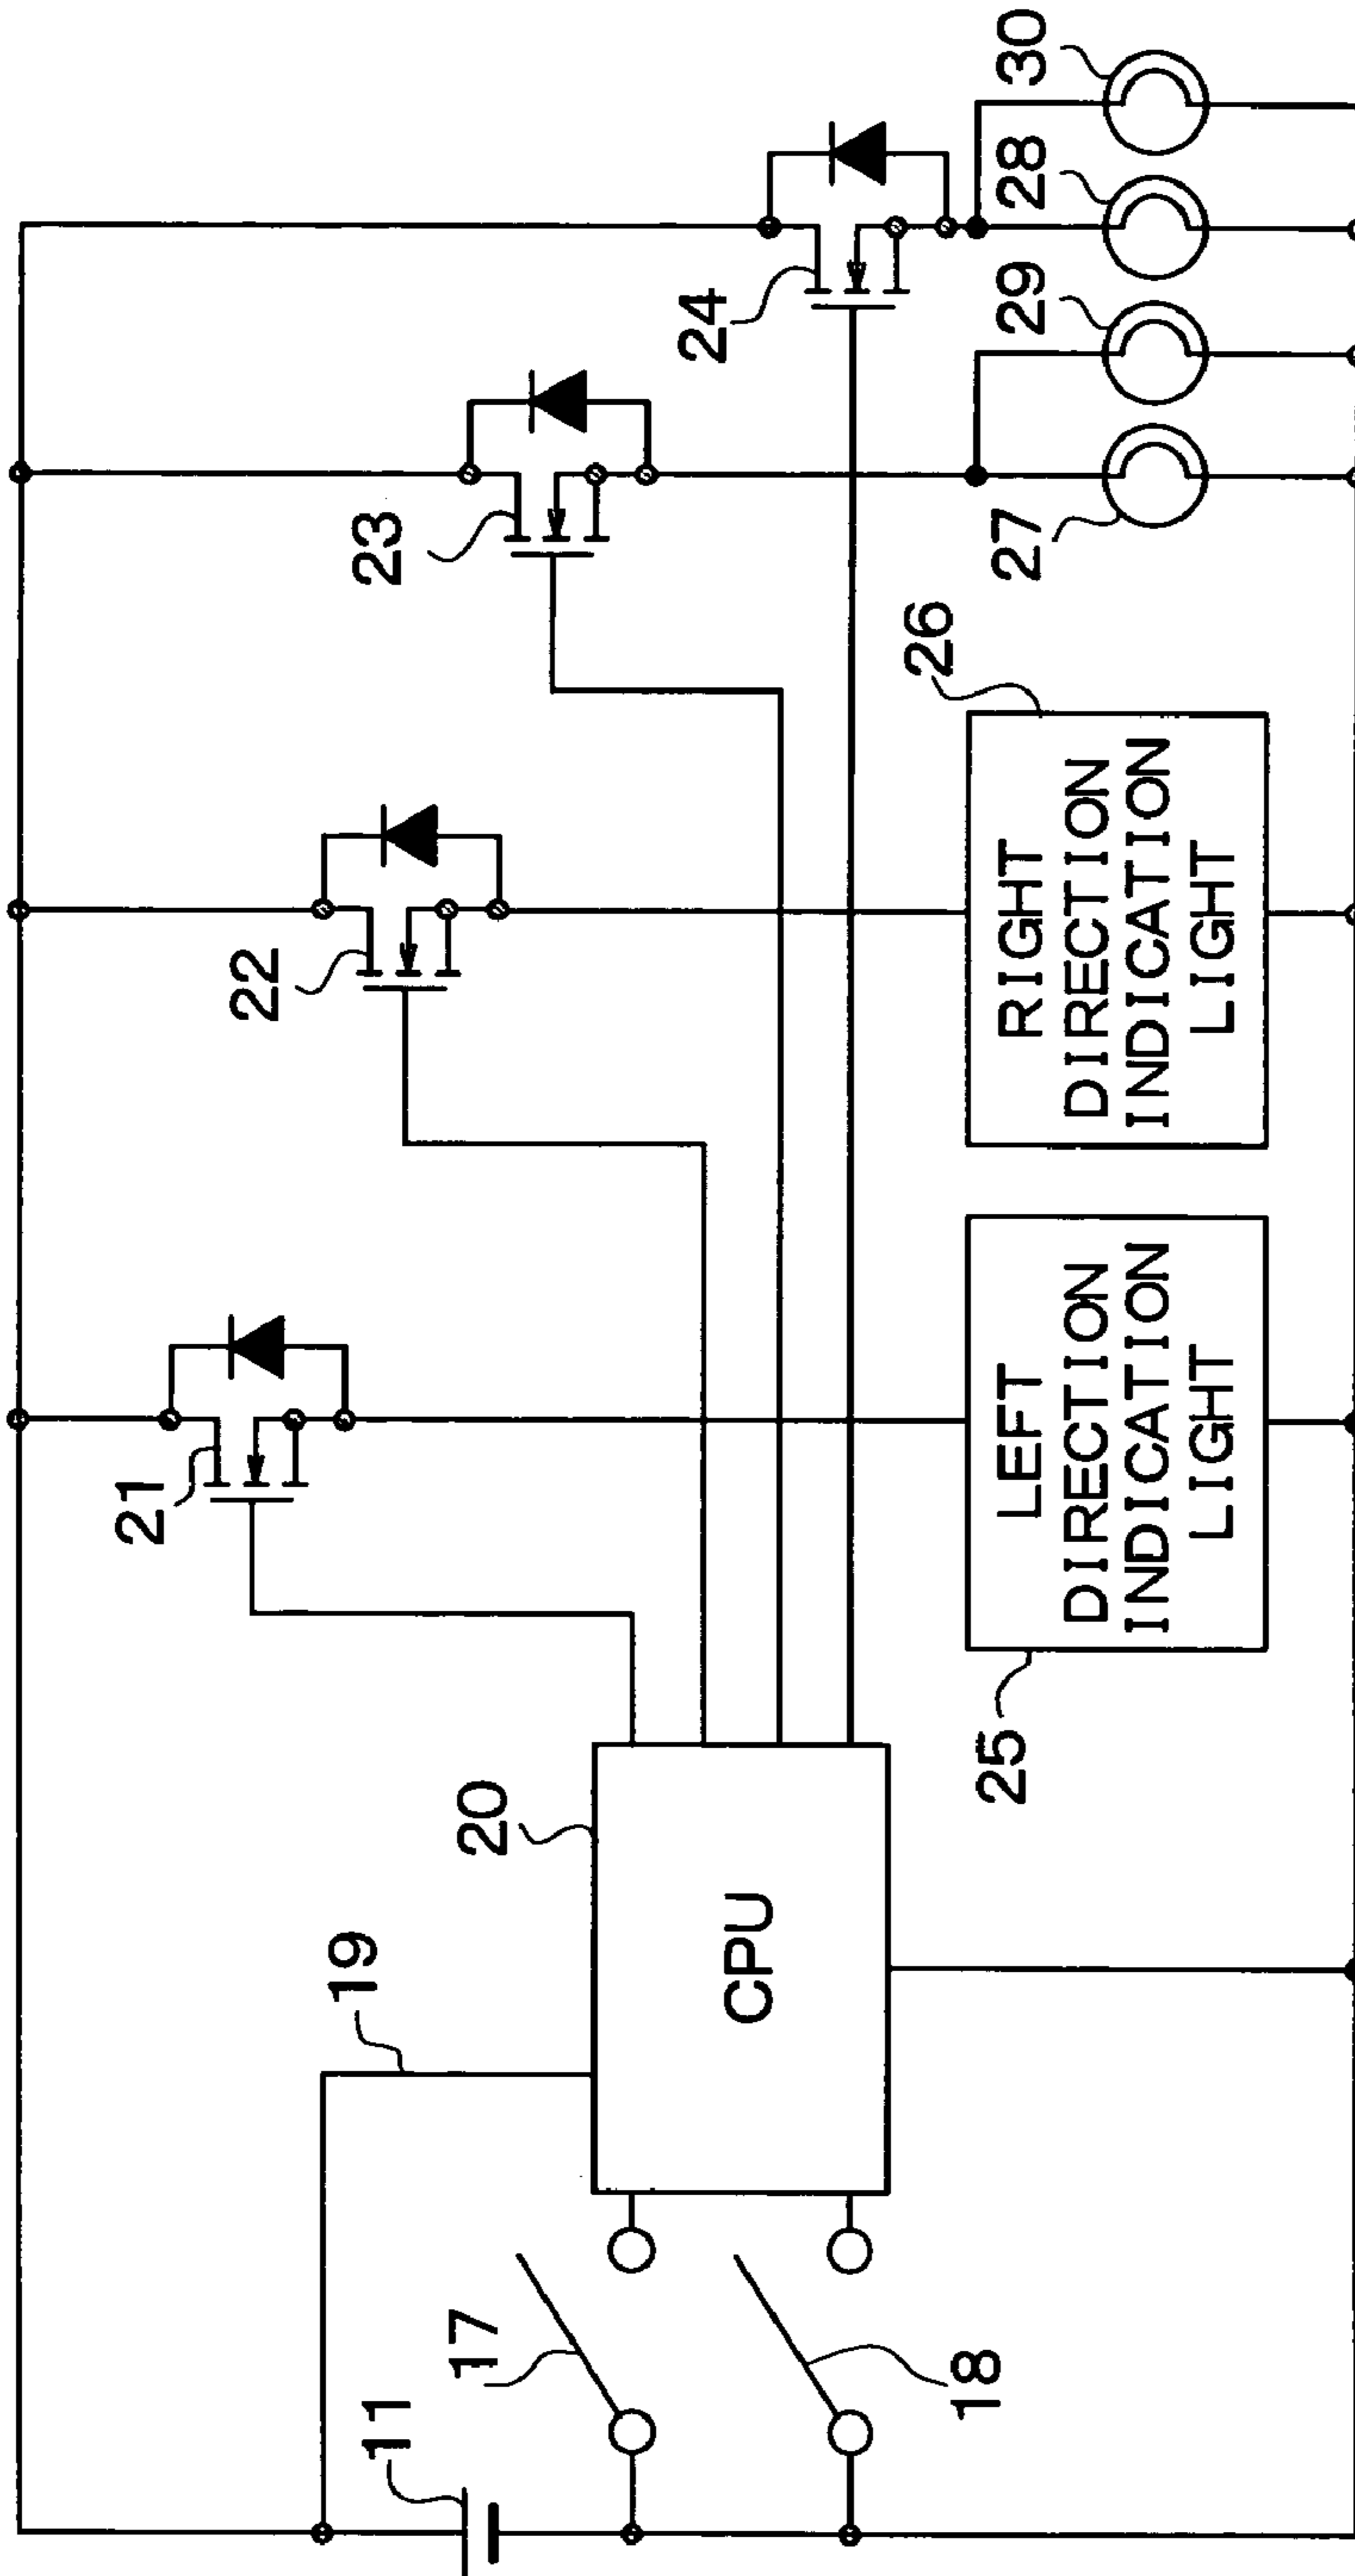 11
17
18
19
20
CPU
21
22
23
24
25
LEFT
DIRECTION
INDICATION
LIGHT
26
RIGHT
DIRECTION
INDICATION
LIGHT
27
29
28
30